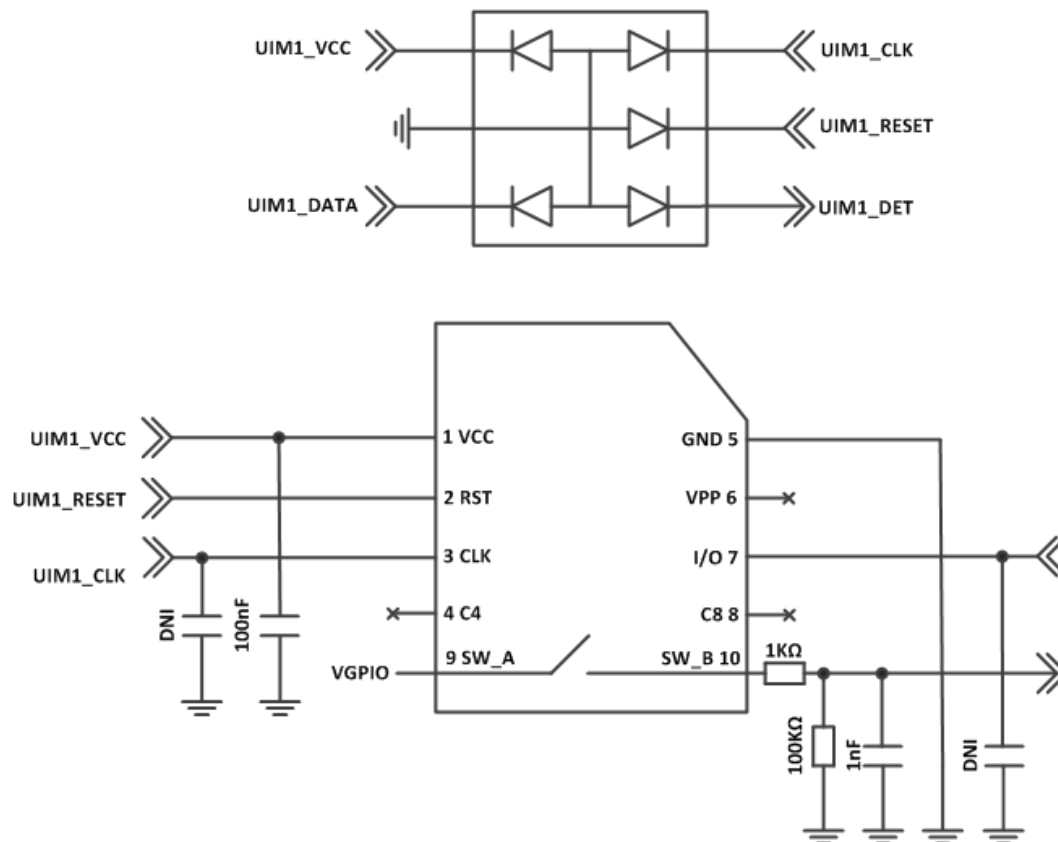 UIM1_VCC
UIM1_CLK
UIM1_RESET
UIM1_DATA
UIM1_DET
UIM1_VCC
1 VCC
GND 5
UIM1_RESET
2 RST
VPP 6
UIM1_CLK
3 CLK
I/O 7
DNI
100nF
4 C4
C8 8
VGPIO
9 SW_A
SW_B 10
1KΩ
100KΩ
1nF
DNI